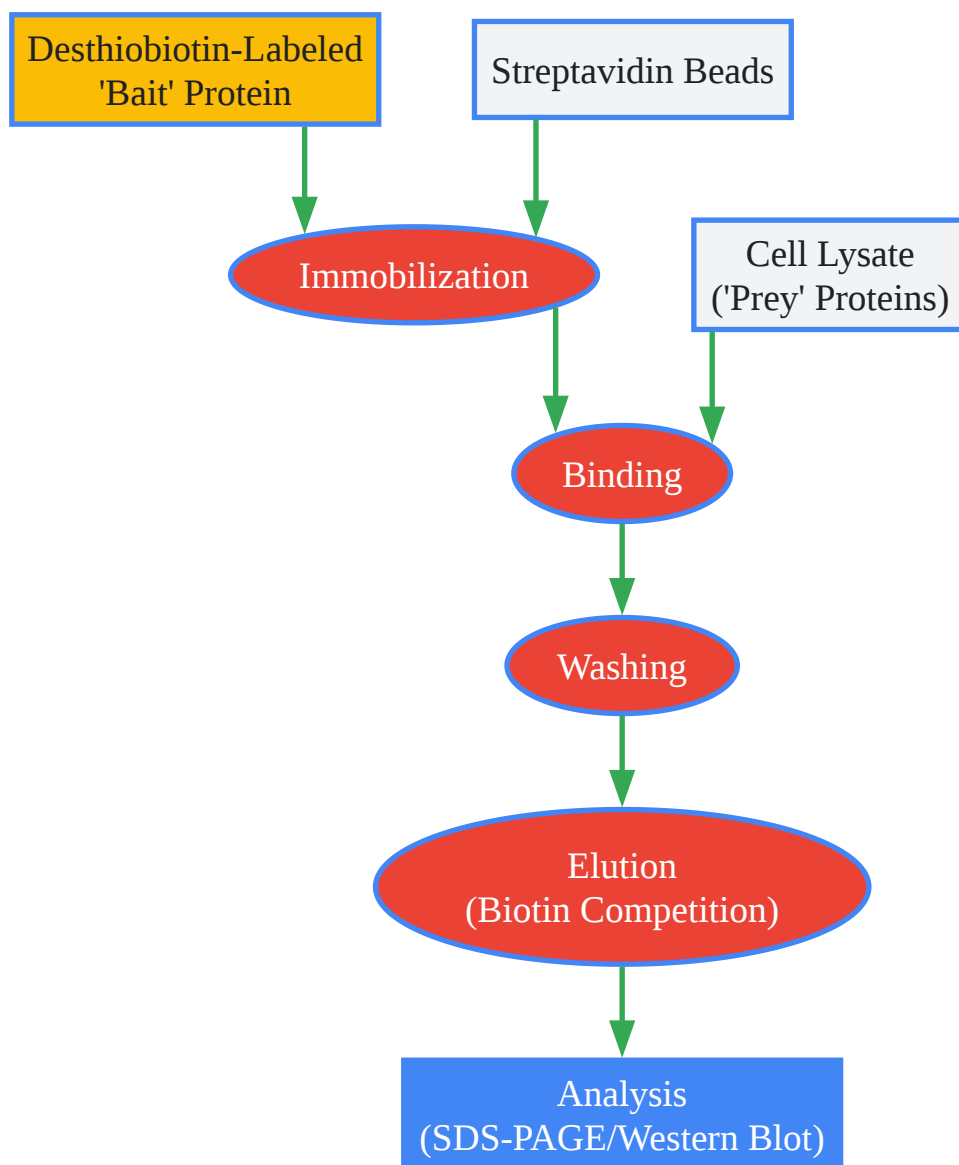 Desthiobiotin-Labeled
'Bait' Protein
Streptavidin Beads
Immobilization
Cell Lysate
('Prey' Proteins)
Binding
Washing
Elution
(Biotin Competition)
Analysis
(SDS-PAGE/Western Blot)